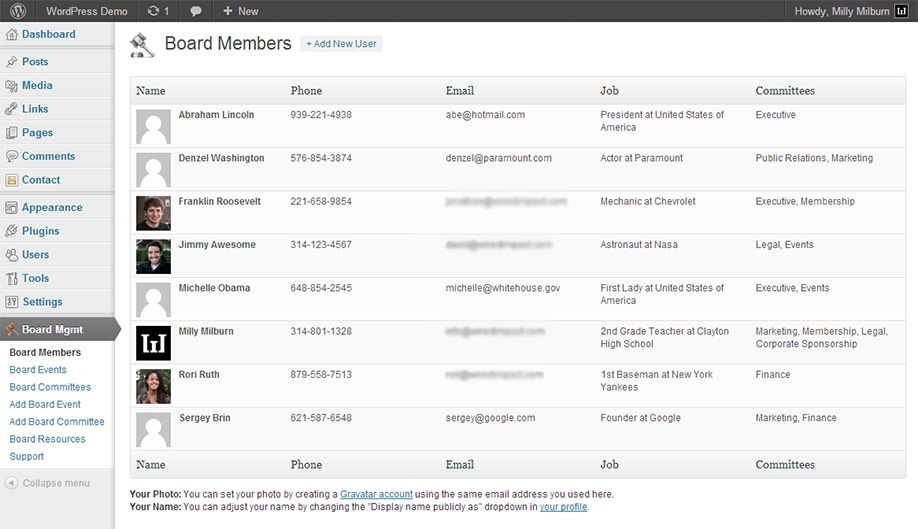 WordPress Demo 1 + New Howdy, Milly Milburn
Dashboard
Posts
Media
Links
Pages
Comments
Contact
Appearance
Plugins
Users
Tools
Settings
Board Mgmt
Board Members
Board Events
Board Committees
Add Board Event
Add Board Committee
Board Resources
Support
Collapse menu
Board Members + Add New User
Name Phone Email Job Committees
Abraham Lincoln 939-221-4938 abe@hotmail.com President at United States of Executive
America
Denzel Washington 576-854-3874 denzel@paramount.com Actor at Paramount Public Relations, Marketing
Franklin Roosevelt 221-658-9854 Mechanic at Chevrolet Executive, Membership
Jimmy Awesome 314-123-4567 Astronaut at Nasa Legal, Events
Michelle Obama 648-854-2545 michelle@whitehouse.gov First Lady at United States of Executive, Events
America
Milly Milburn 314-801-1328 2nd Grade Teacher at Clayton Marketing, Membership, Legal,
High School Corporate Sponsorship
Rori Ruth 879-558-7513 1st Baseman at New York Finance
Yankees
Sergey Brin 621-587-6548 sergey@google.com Founder at Google Marketing, Finance
Name Phone Email Job Committees
Your Photo: You can set your photo by creating a Gravatar account using the same email address you used here.
Your Name: You can adjust your name by changing the "Display name publicly as" dropdown in your profile.